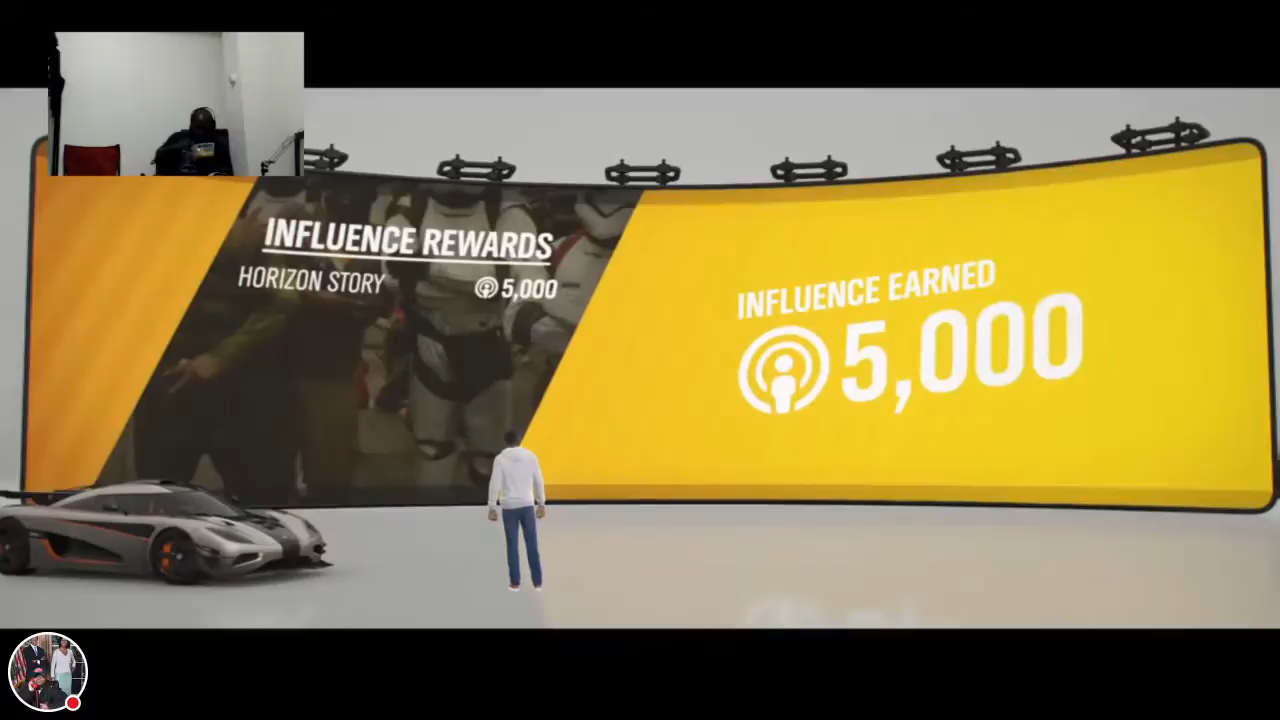 INFLUENCE REWARDS
HORIZON STORY 5,000
INFLUENCE EARNED
5,000